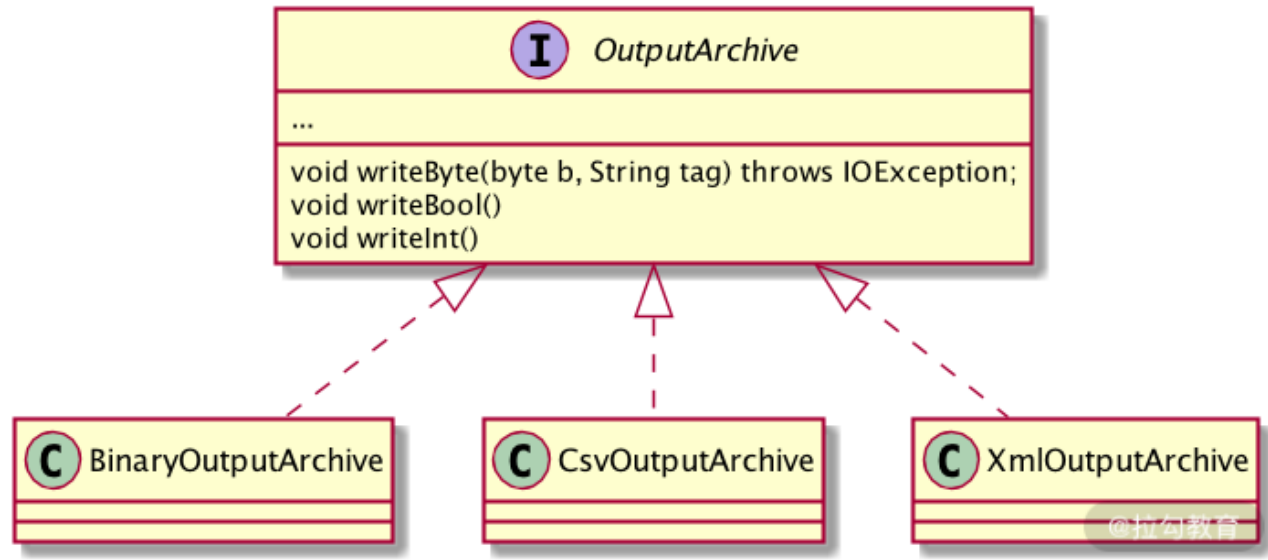 I OutputArchive
...
void writeByte(byte b, String tag) throws IOException;
void writeBool()
void writeInt()
C BinaryOutputArchive
C CsvOutputArchive
C XmlOutputArchive
@拉勾教育